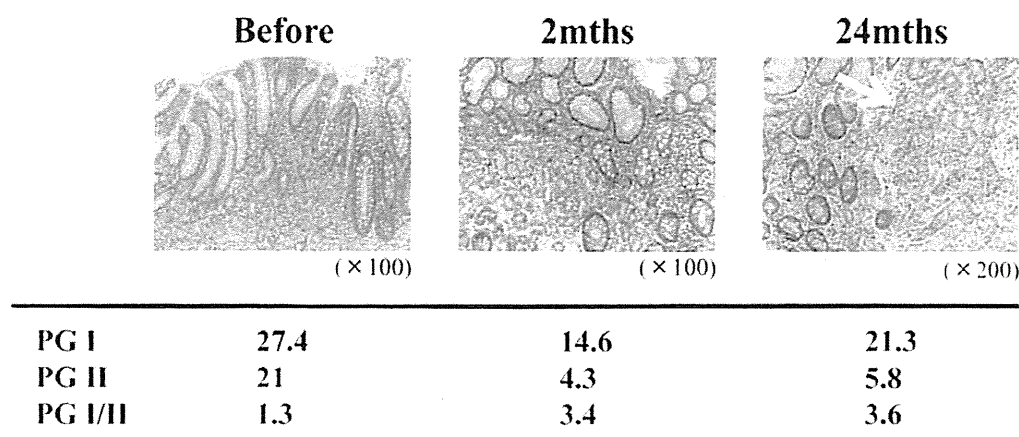 Before 2mths 24mths
(×100) (×100) (×200)
PG I 27.4 14.6 21.3
PG II 21 4.3 5.8
PG I/II 1.3 3.4 3.6